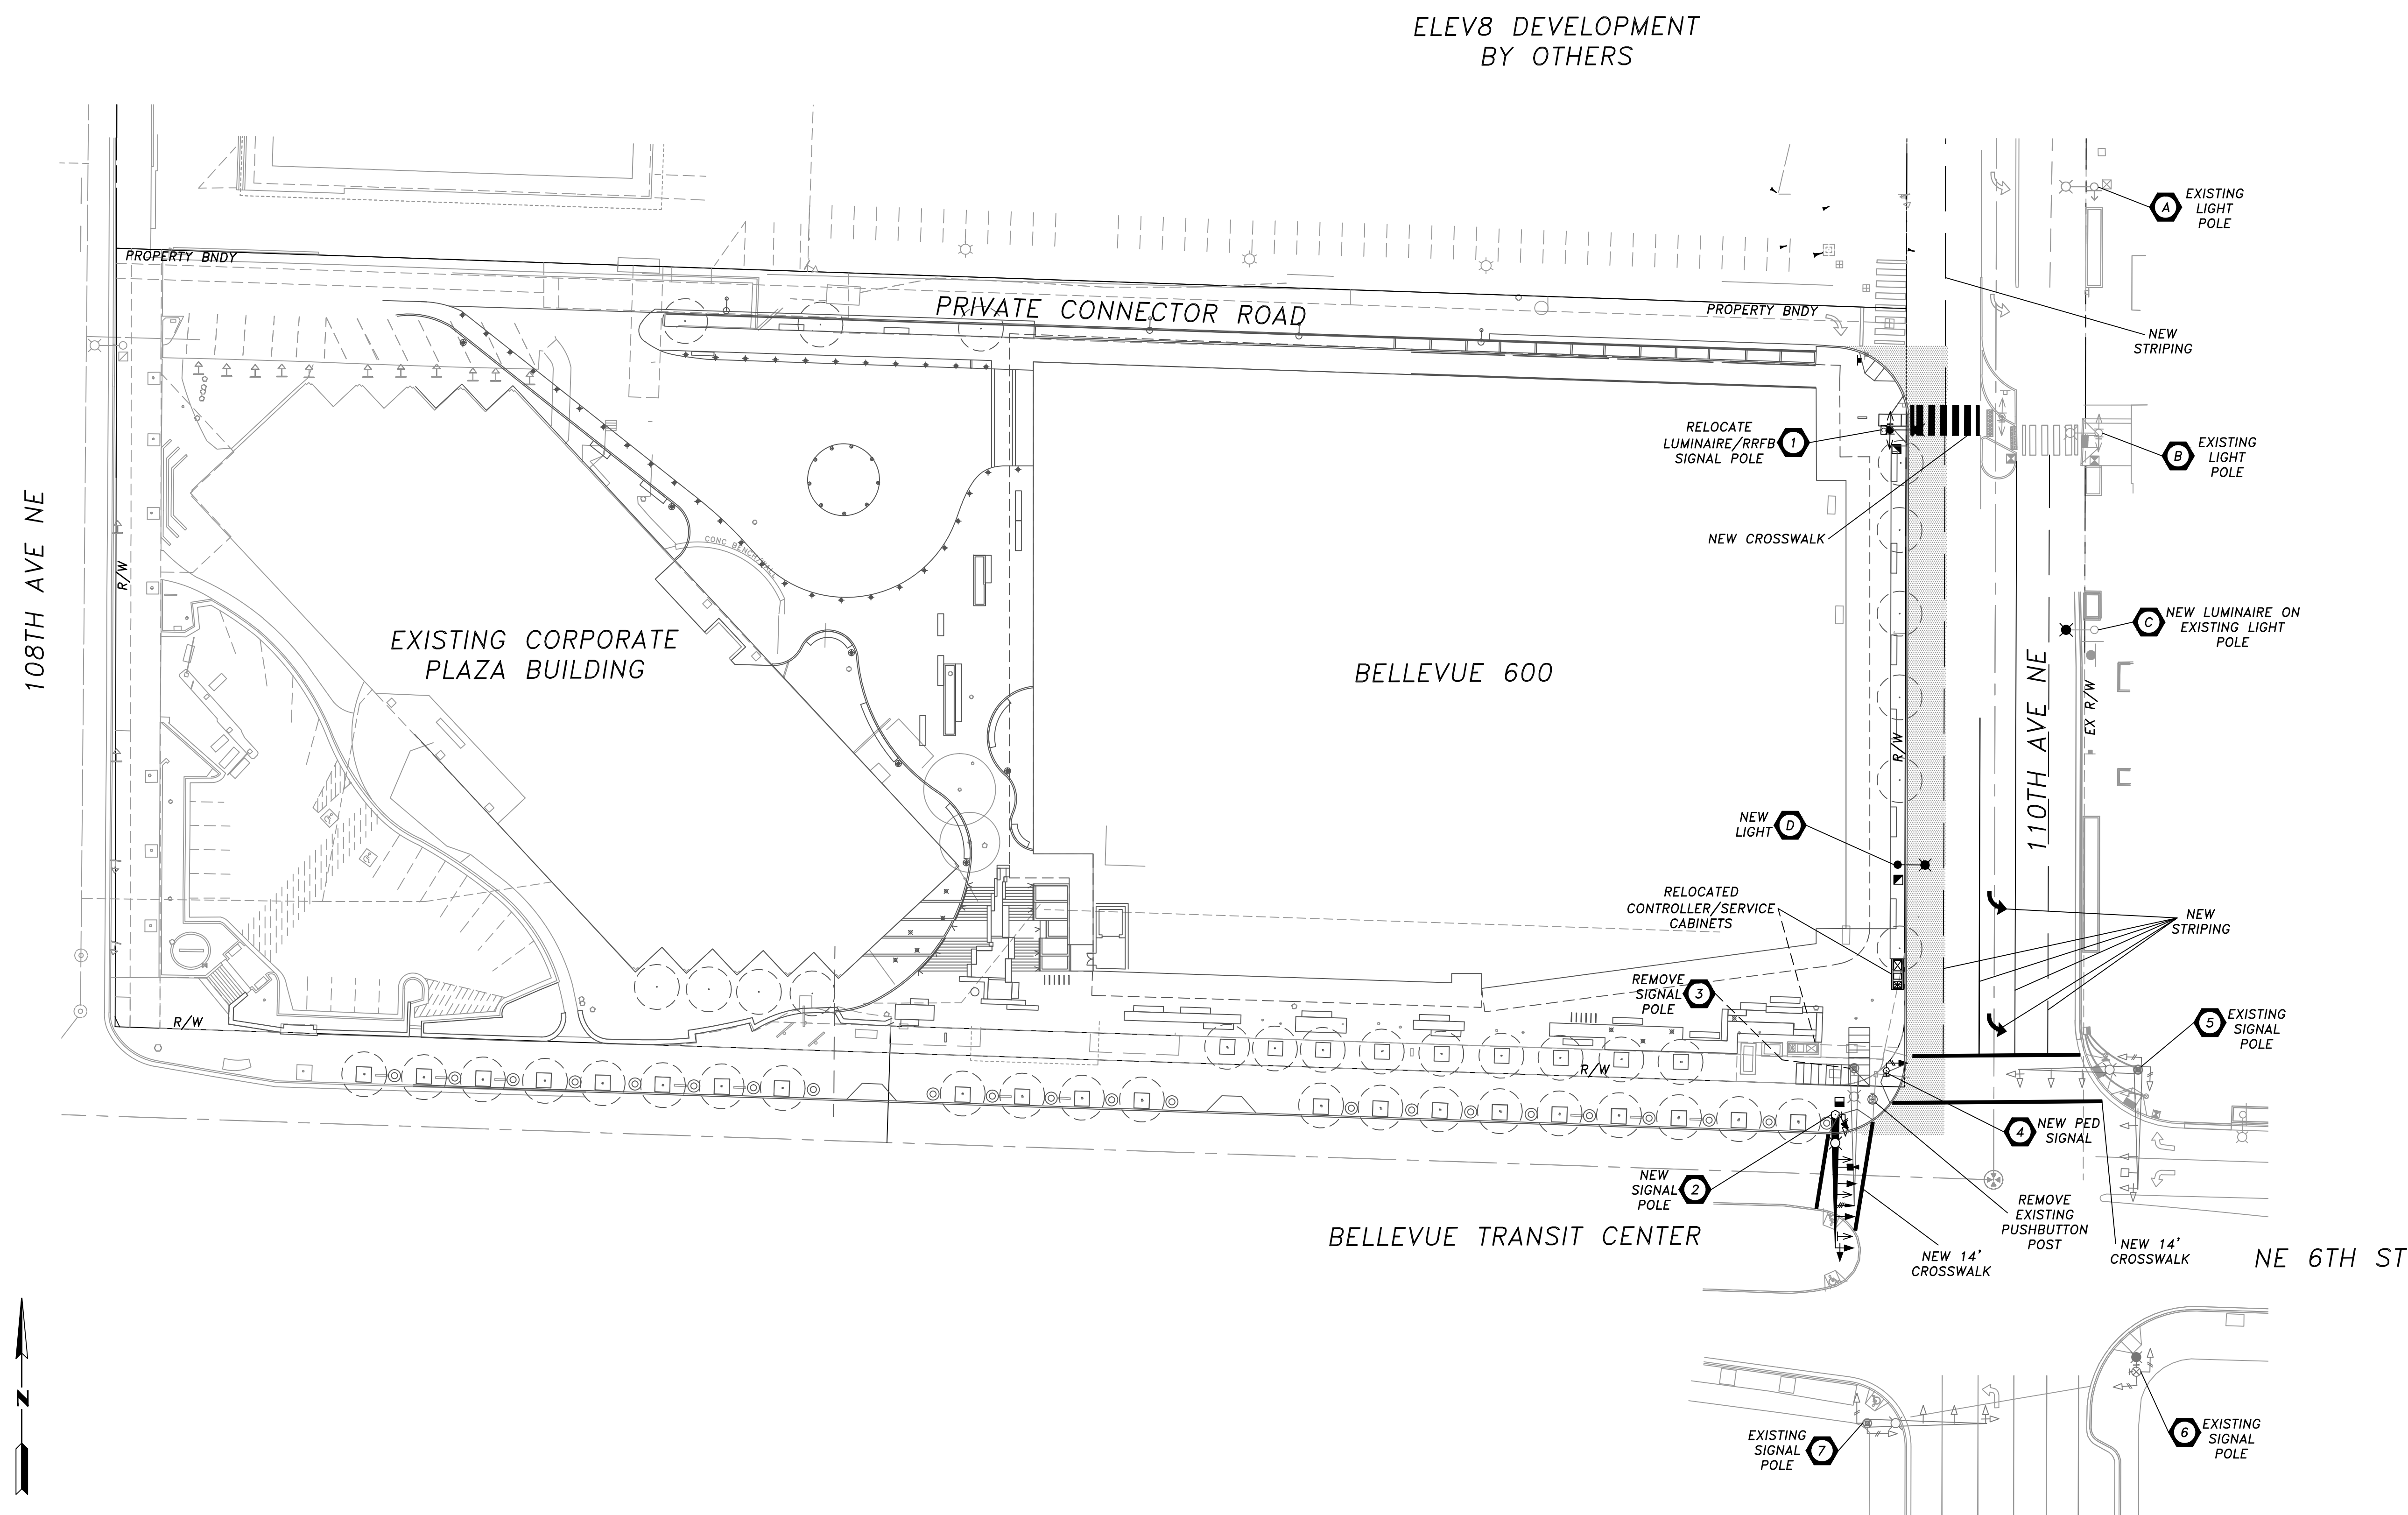 ELEV8 DEVELOPMENT
BY OTHERS
A
EXISTING
LIGHT
POLE
PROPERTY BNDY
PRIVATE CONNECTOR ROAD
PROPERTY BNDY
NEW
STRIPING
RELOCATE
LUMINAIRE/RRFB
SIGNAL POLE
1
B
EXISTING
LIGHT
POLE
NEW CROSSWALK
CONC BENCH/WALL
108TH AVE NE
R/W
EXISTING CORPORATE
PLAZA BUILDING
BELLEVUE 600
C
NEW LUMINAIRE ON
EXISTING LIGHT
POLE
R/W
110TH AVE NE
EX R/W
NEW
LIGHT
D
RELOCATED
CONTROLLER/SERVICE
CABINETS
NEW
STRIPING
REMOVE
SIGNAL
POLE
3
R/W
R/W
5
EXISTING
SIGNAL
POLE
4
NEW PED
SIGNAL
NEW
SIGNAL
POLE
2
REMOVE
EXISTING
PUSHBUTTON
POST
BELLEVUE TRANSIT CENTER
NEW 14'
CROSSWALK
NEW 14'
CROSSWALK
NE 6TH ST
N
EXISTING
SIGNAL
POLE
7
6
EXISTING
SIGNAL
POLE